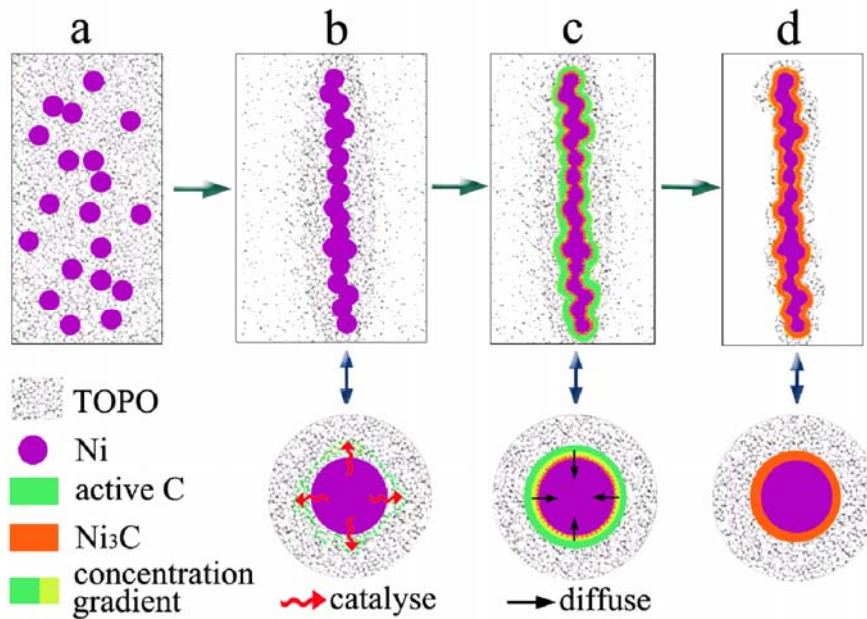 a b c d
TOPO
Ni
active C
Ni₃C
concentration
gradient
catalyse
diffuse